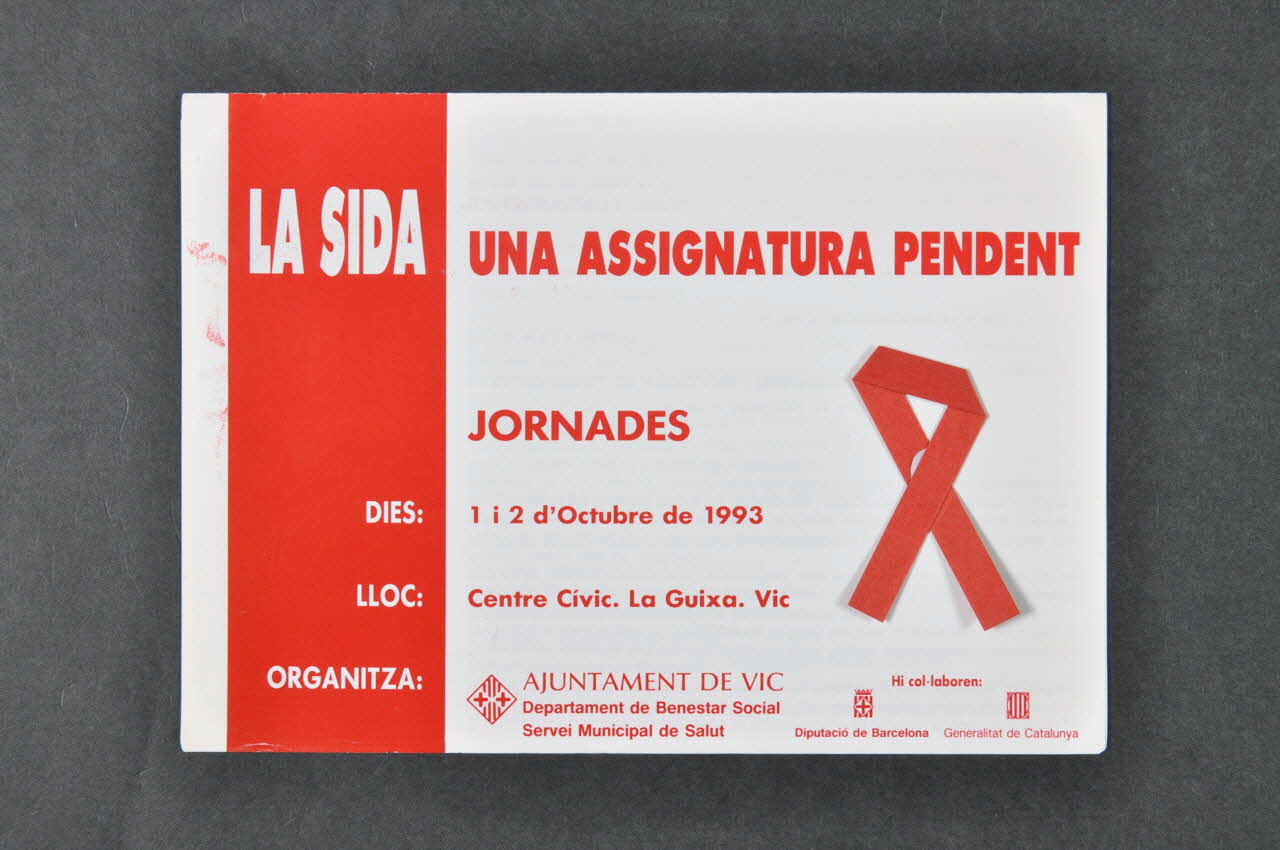 LA SIDA UNA ASSIGNATURA PENDENT
JORNADES
DIES: 1 i 2 d'Octubre de 1993
LLOC: Centre Cívic. La Guixa. Vic
ORGANITZA: AJUNTAMENT DE VIC
Departament de Benestar Social
Servei Municipal de Salut
Hi col·laboren:
Diputació de Barcelona Generalitat de Catalunya